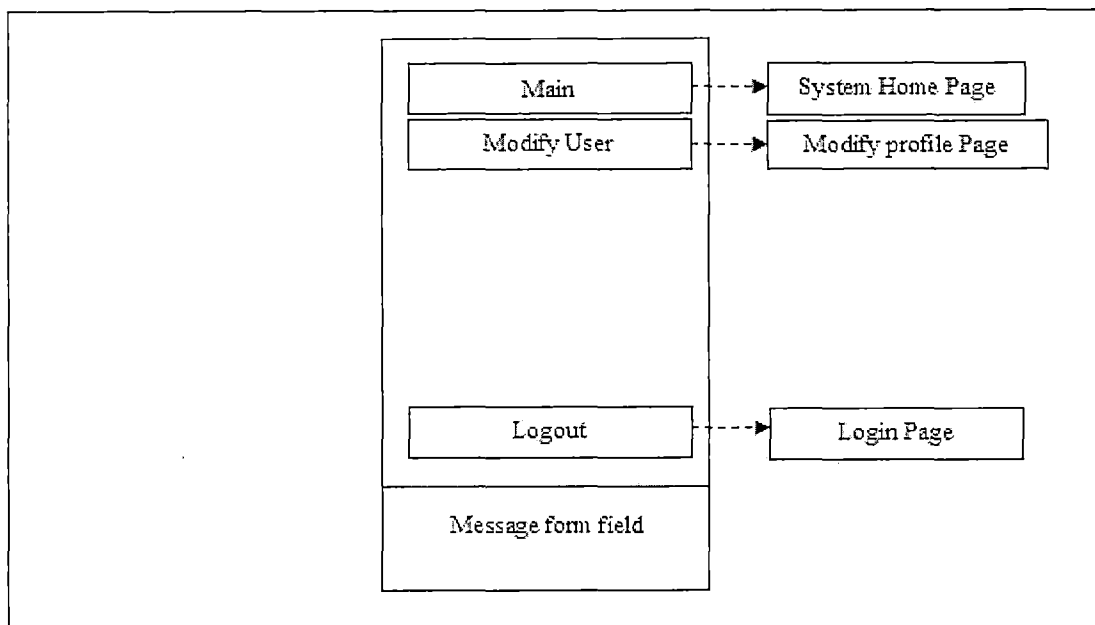 Main
System Home Page
Modify User
Modify profile Page
Logout
Login Page
Message form field